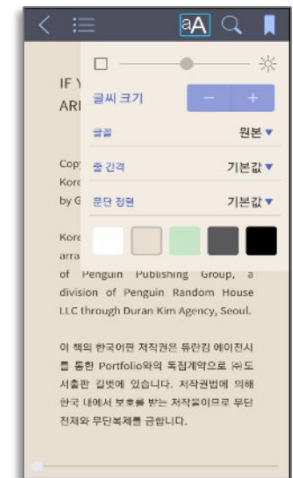 aA
IF Y
ARI
글씨 크기
- +
글꼴 원본 ▼
줄 간격 기본값 ▼
문단 정렬 기본값 ▼
Cop
Kore
by G
Kore
arra
of Penguin Publishing Group, a
division of Penguin Random House
LLC through Duran Kim Agency, Seoul.
이 책의 한국어판 저작권은 듀란킴 에이전시
를 통한 Portfolio와의 독점계약으로 ㈜도
서출판 길벗에 있습니다. 저작권법에 의해
한국 내에서 보호를 받는 저작물이므로 무단
전재와 무단복제를 금합니다.